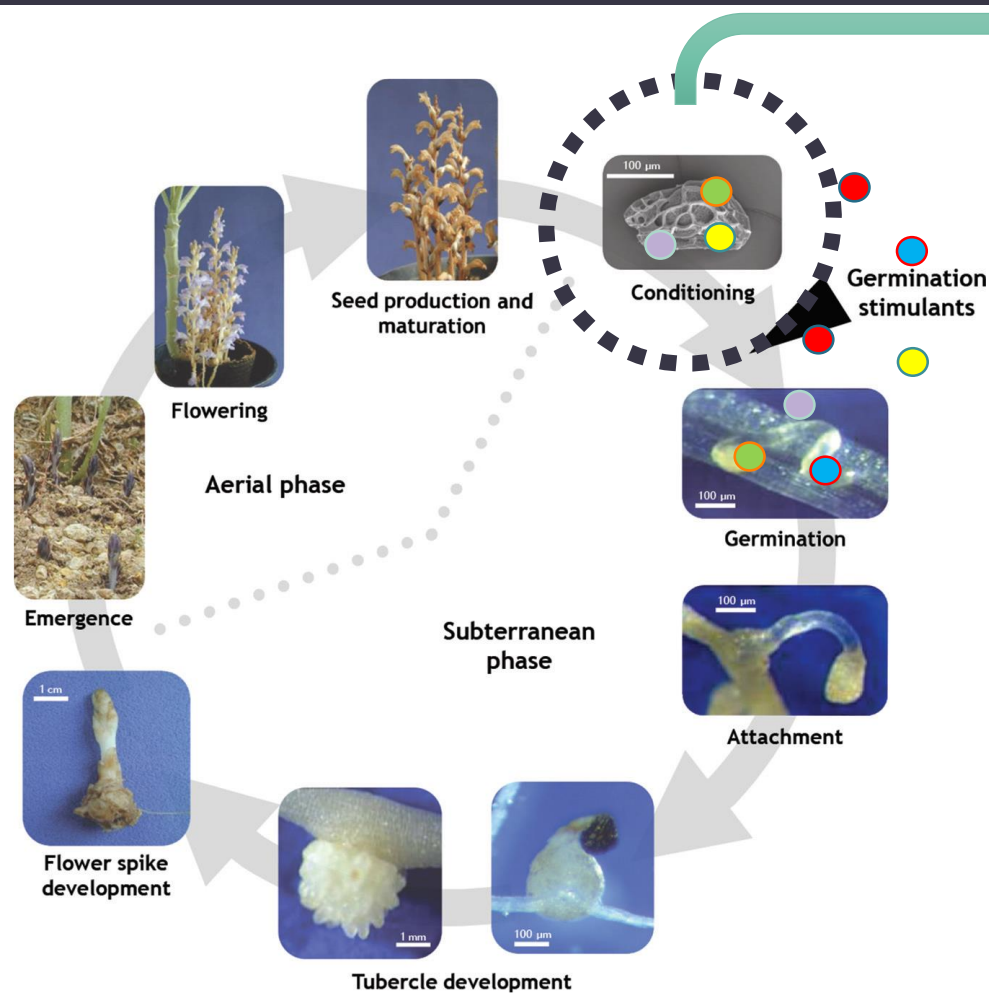 100 µm
Conditioning
Germination
stimulants
Seed production and
maturation
Flowering
Aerial phase
100 µm
Germination
Emergence
Subterranean
phase
100 µm
Attachment
1 cm
Flower spike
development
1 mm
100 µm
Tubercle development